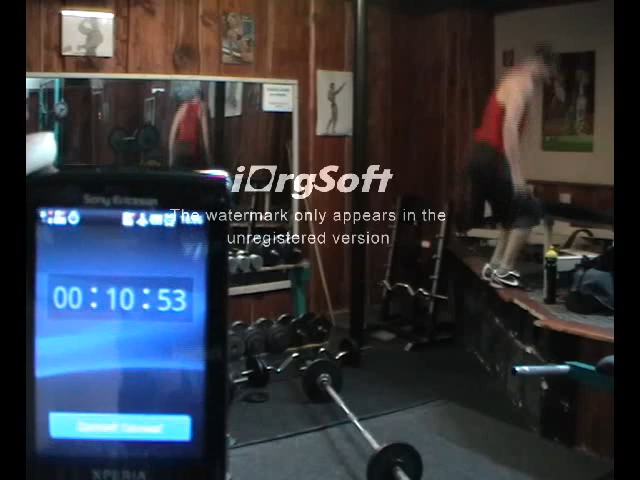 iOrgSoft
The watermark only appears in the
unregistered version
Sony Ericsson
00:10:53
XPERIA